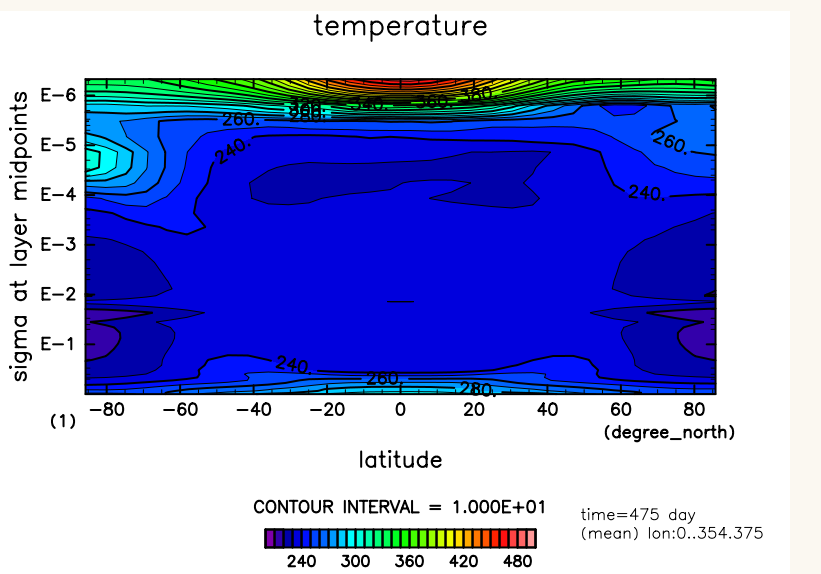 temperature
sigma at layer midpoints
E-6
E-5
E-4
E-3
E-2
E-1
(1)
260.
240.
260.
240.
240.
260.
280.
-80 -60 -40 -20 0 20 40 60 80
(degree_north)
latitude
CONTOUR INTERVAL = 1.000E+01
240 300 360 420 480
time=475 day
(mean) lon:0..354.375